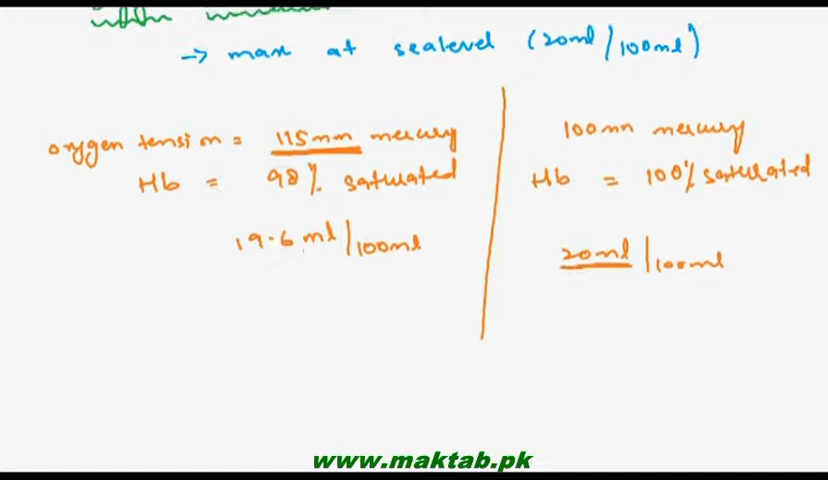 → max at sealevel (20ml/100ml)
oxygen tension = 115mm mercury
Hb = 98% saturated
19.6 ml/100ml
100mm mercury
Hb = 100% saturated
20ml/100ml
www.maktab.pk